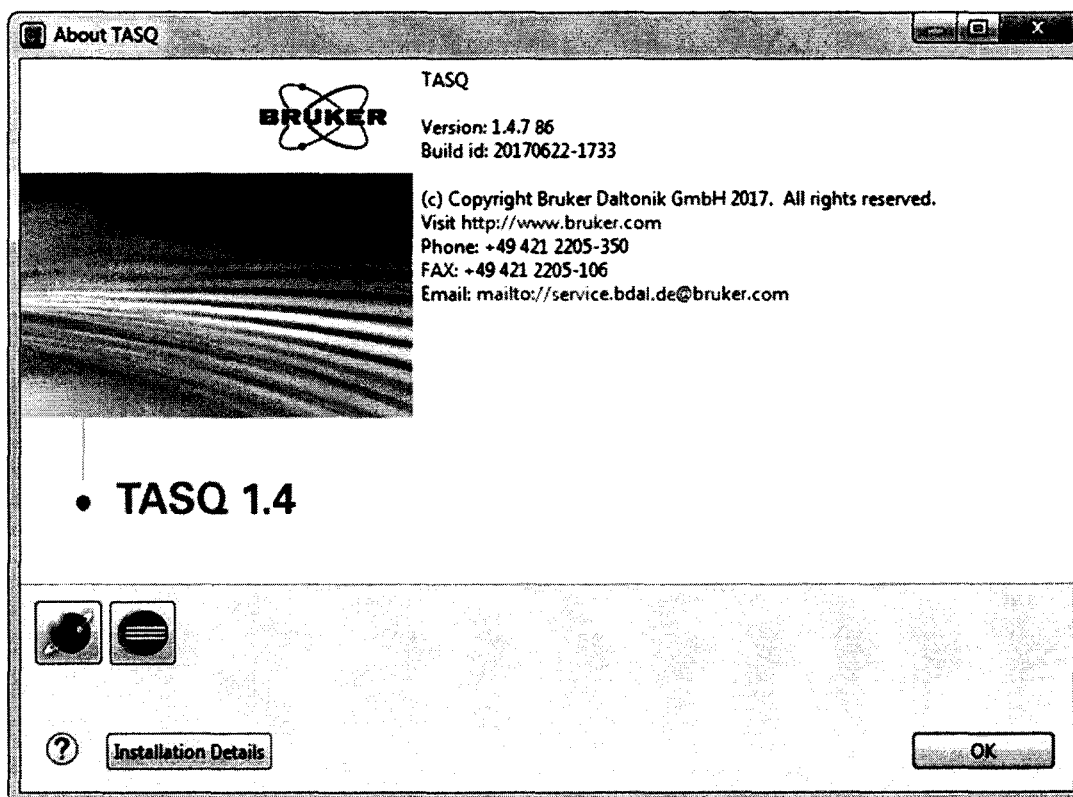 About TASQ
BRUKER
TASQ
Version: 1.4.7 86
Build id: 20170622-1733
(c) Copyright Bruker Daltonik GmbH 2017.  All rights reserved.
Visit http://www.bruker.com
Phone: +49 421 2205-350
FAX: +49 421 2205-106
Email: mailto://service.bdal.de@bruker.com
TASQ 1.4
Installation Details
OK